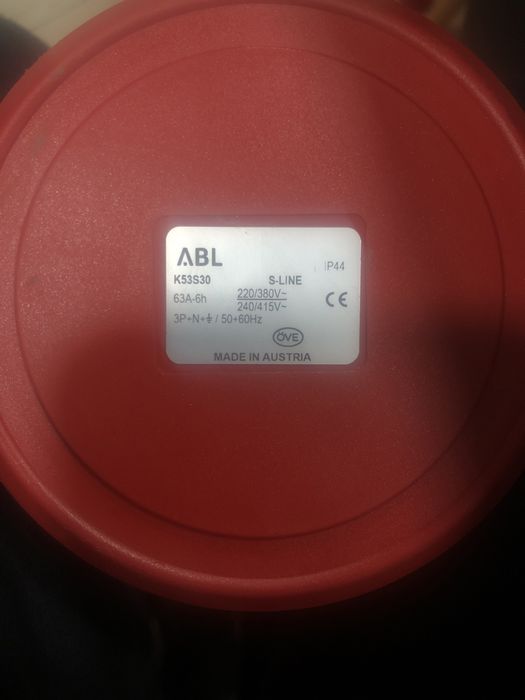 ABL
IP44
K53S30 S-LINE
63A-6h 220/380V~
240/415V~
CE
3P+N+⏚ / 50+60Hz
ÖVE
MADE IN AUSTRIA